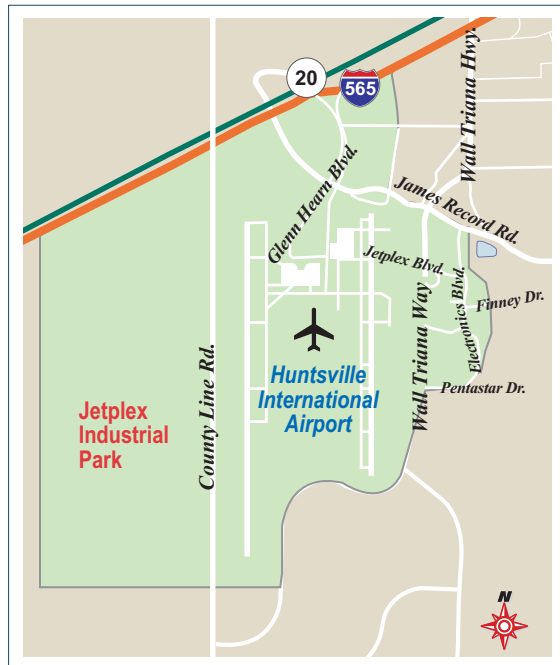 20
565
Wall Triana Hwy.
Glenn Hearn Blvd.
James Record Rd.
Jetplex Blvd.
Finney Dr.
Electronics Blvd.
Wall Triana Way
Pentastar Dr.
County Line Rd.
Huntsville
International
Airport
Jetplex
Industrial
Park
N